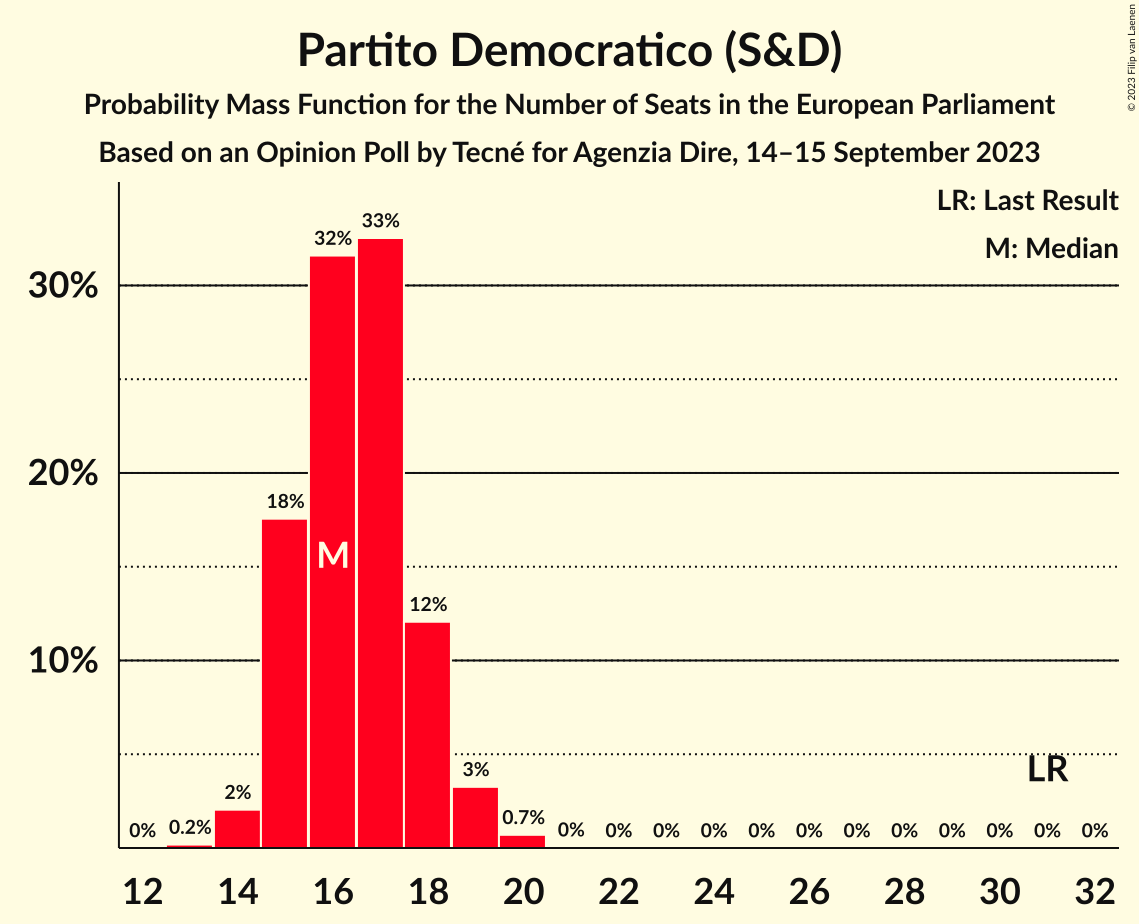 Partito Democratico (S&D)
Probability Mass Function for the Number of Seats in the European Parliament
Based on an Opinion Poll by Tecné for Agenzia Dire, 14–15 September 2023
© 2023 Filip van Laenen
LR: Last Result
M: Median
33%
32%
30%
20%
18%
M
12%
10%
LR
3%
2%
0.7%
0% 0.2% 0% 0% 0% 0% 0% 0% 0% 0% 0% 0% 0% 0%
12 14 16 18 20 22 24 26 28 30 32